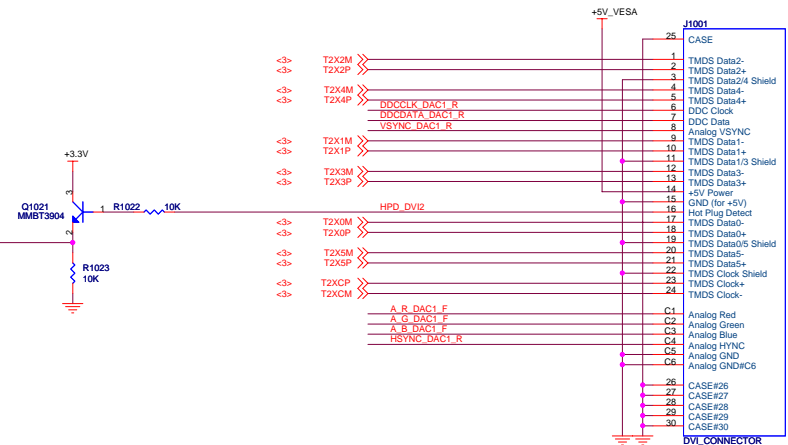 +5V_VESA
J1001
25 CASE
<3> T2X2M 1 TMDS Data2-
<3> T2X2P 2 TMDS Data2+
3 TMDS Data2/4 Shield
<3> T2X4M 4 TMDS Data4-
<3> T2X4P 5 TMDS Data4+
DDCCLK_DAC1_R 6 DDC Clock
DDCDATA_DAC1_R 7 DDC Data
VSYNC_DAC1_R 8 Analog VSYNC
<3> T2X1M 9 TMDS Data1-
<3> T2X1P 10 TMDS Data1+
11 TMDS Data1/3 Shield
<3> T2X3M 12 TMDS Data3-
<3> T2X3P 13 TMDS Data3+
14 +5V Power
15 GND (for +5V)
HPD_DVI2 16 Hot Plug Detect
<3> T2X0M 17 TMDS Data0-
<3> T2X0P 18 TMDS Data0+
19 TMDS Data0/5 Shield
<3> T2X5M 20 TMDS Data5-
<3> T2X5P 21 TMDS Data5+
22 TMDS Clock Shield
<3> T2XCP 23 TMDS Clock+
<3> T2XCM 24 TMDS Clock-
A_R_DAC1_F C1 Analog Red
A_G_DAC1_F C2 Analog Green
A_B_DAC1_F C3 Analog Blue
HSYNC_DAC1_R C4 Analog HYNC
C5 Analog GND
C6 Analog GND#C6
26 CASE#26
27 CASE#27
28 CASE#28
29 CASE#29
30 CASE#30
DVI_CONNECTOR
+3.3V
3
Q1021
MMBT3904
1
R1022 10K
2
R1023
10K